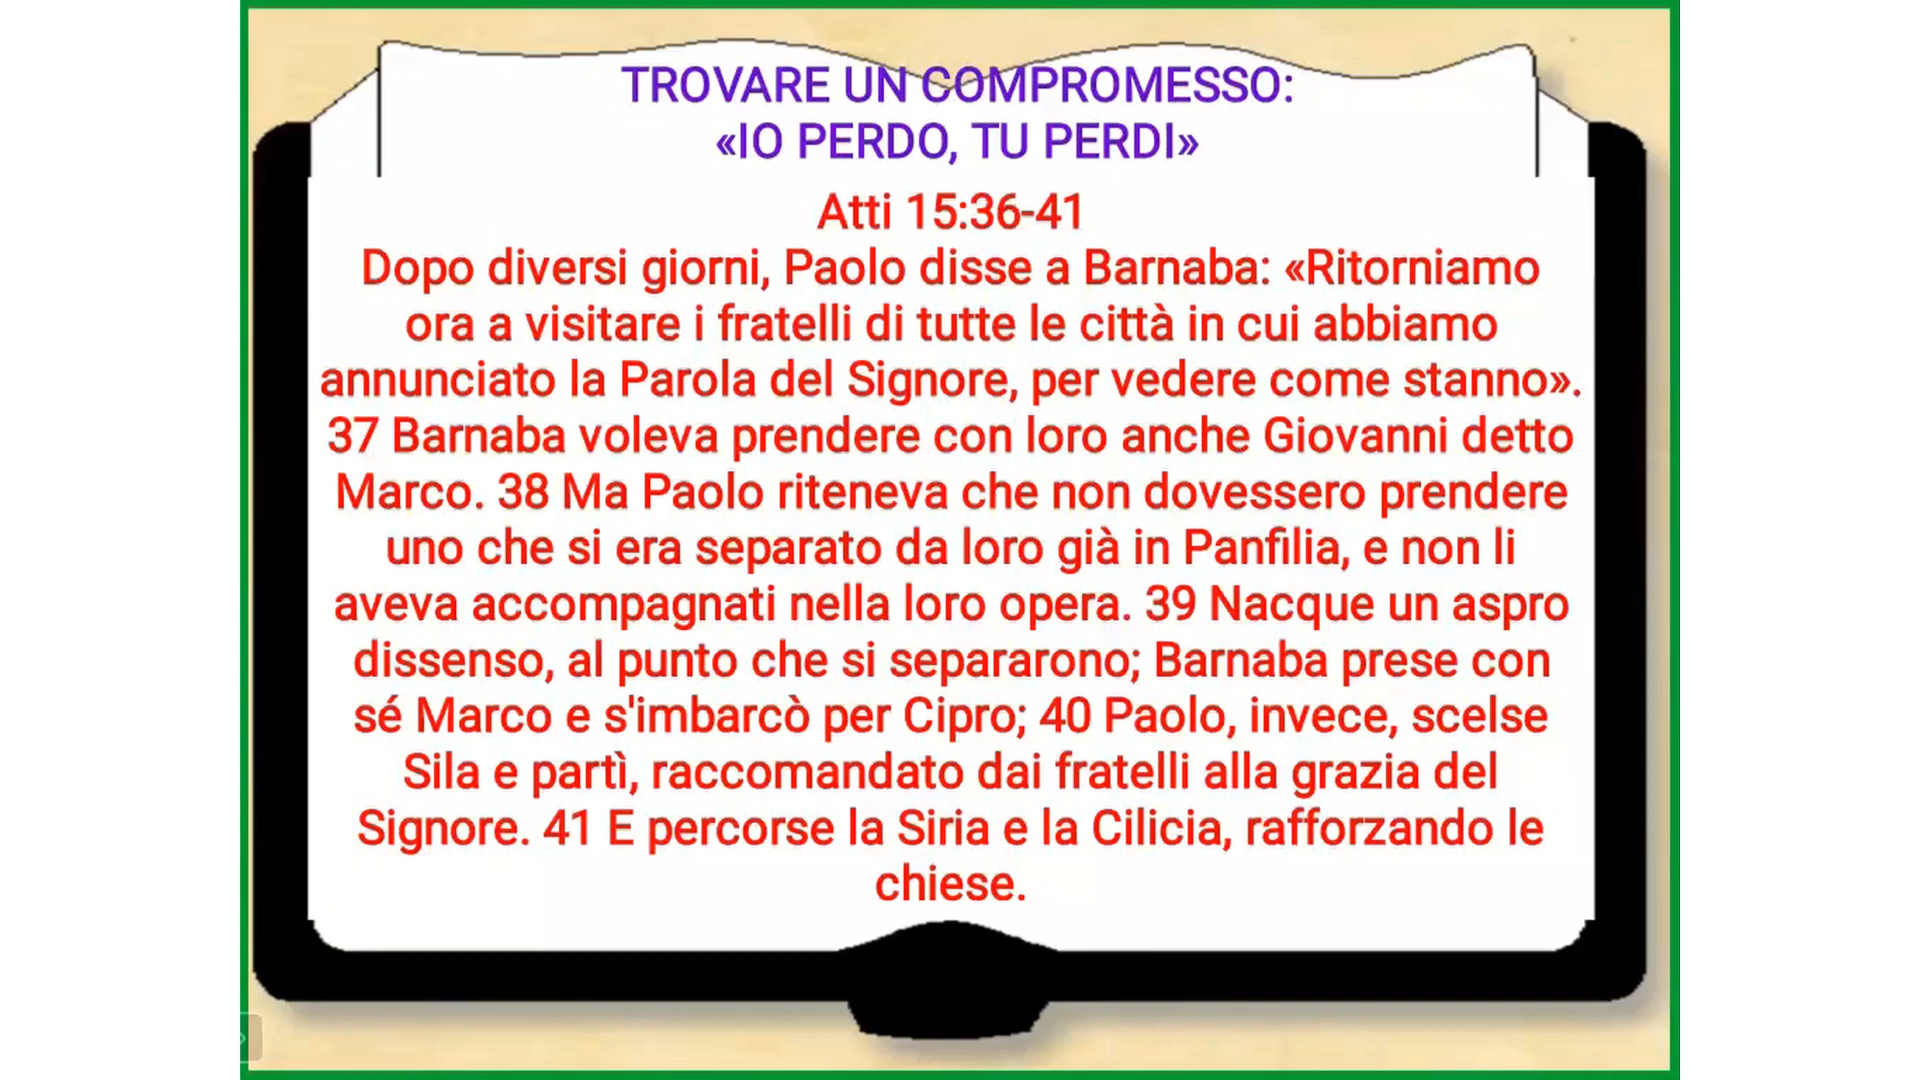 TROVARE UN COMPROMESSO:
«IO PERDO, TU PERDI»
Atti 15:36-41
Dopo diversi giorni, Paolo disse a Barnaba: «Ritorniamo
ora a visitare i fratelli di tutte le città in cui abbiamo
annunciato la Parola del Signore, per vedere come stanno».
37 Barnaba voleva prendere con loro anche Giovanni detto
Marco. 38 Ma Paolo riteneva che non dovessero prendere
uno che si era separato da loro già in Panfilia, e non li
aveva accompagnati nella loro opera. 39 Nacque un aspro
dissenso, al punto che si separarono; Barnaba prese con
sé Marco e s'imbarcò per Cipro; 40 Paolo, invece, scelse
Sila e partì, raccomandato dai fratelli alla grazia del
Signore. 41 E percorse la Siria e la Cilicia, rafforzando le
chiese.